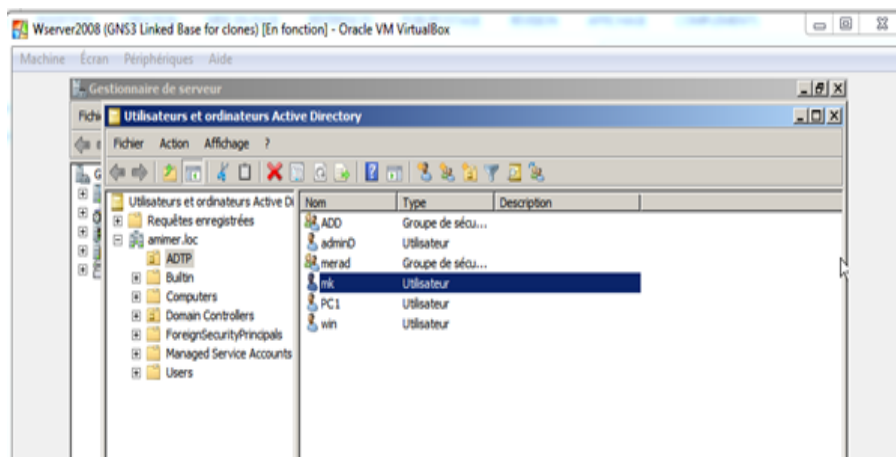 Wserver2008 (GNS3 Linked Base for clones) [En fonction] - Oracle VM VirtualBox
Machine Écran Périphériques Aide
Gestionnaire de serveur
Utilisateurs et ordinateurs Active Directory
Fichier Action Affichage ?
Utilisateurs et ordinateurs Active Di
Requêtes enregistrées
amimer.loc
ADTP
Builtin
Computers
Domain Controllers
ForeignSecurityPrincipals
Managed Service Accounts
Users
Nom Type Description
ADD Groupe de sécu...
adminD Utilisateur
merad Groupe de sécu...
mk Utilisateur
PC1 Utilisateur
win Utilisateur